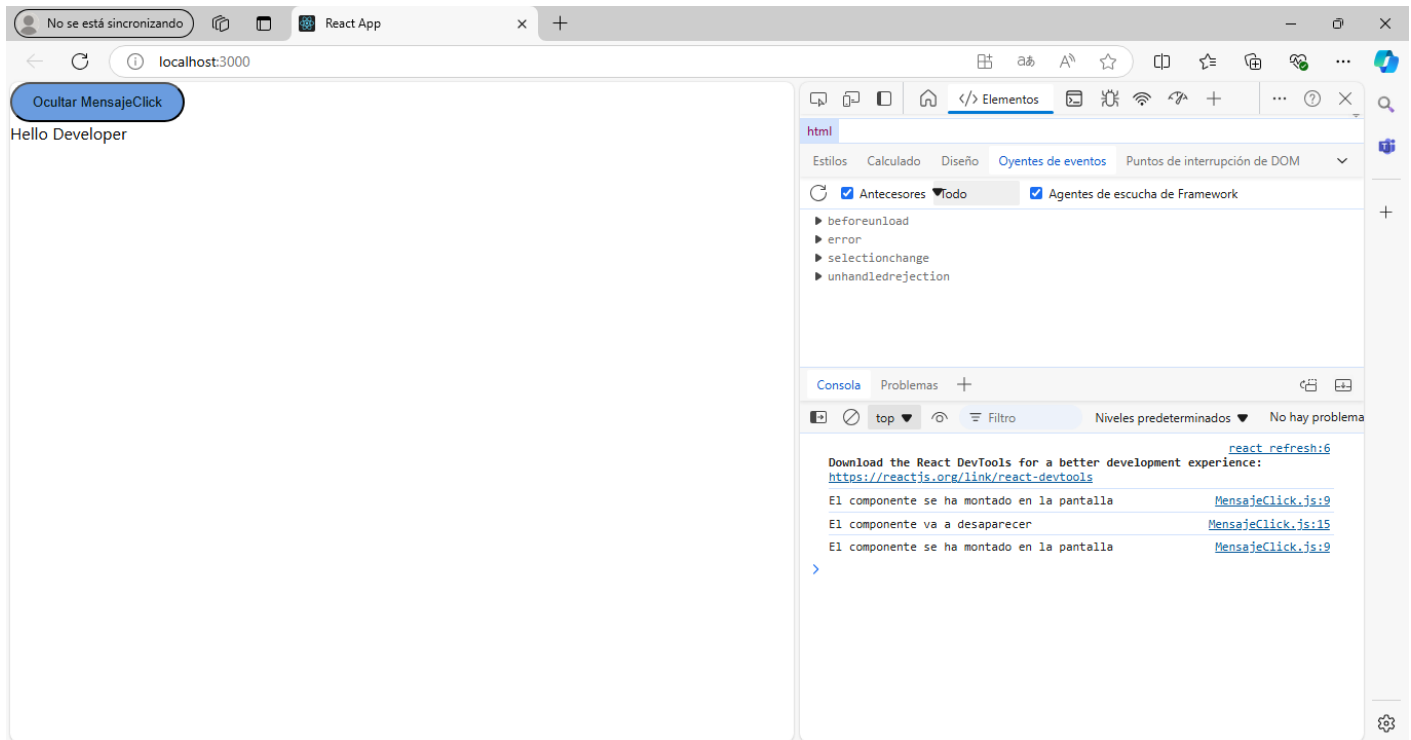 No se está sincronizando
React App
localhost:3000
Ocultar MensajeClick
Hello Developer
Elementos
html
Estilos Calculado Diseño Oyentes de eventos Puntos de interrupción de DOM
Antecesores Todo Agentes de escucha de Framework
beforeunload
error
selectionchange
unhandledrejection
Consola Problemas
top Filtro Niveles predeterminados No hay problema
react refresh:6
Download the React DevTools for a better development experience:
https://reactjs.org/link/react-devtools
El componente se ha montado en la pantalla MensajeClick.js:9
El componente va a desaparecer MensajeClick.js:15
El componente se ha montado en la pantalla MensajeClick.js:9